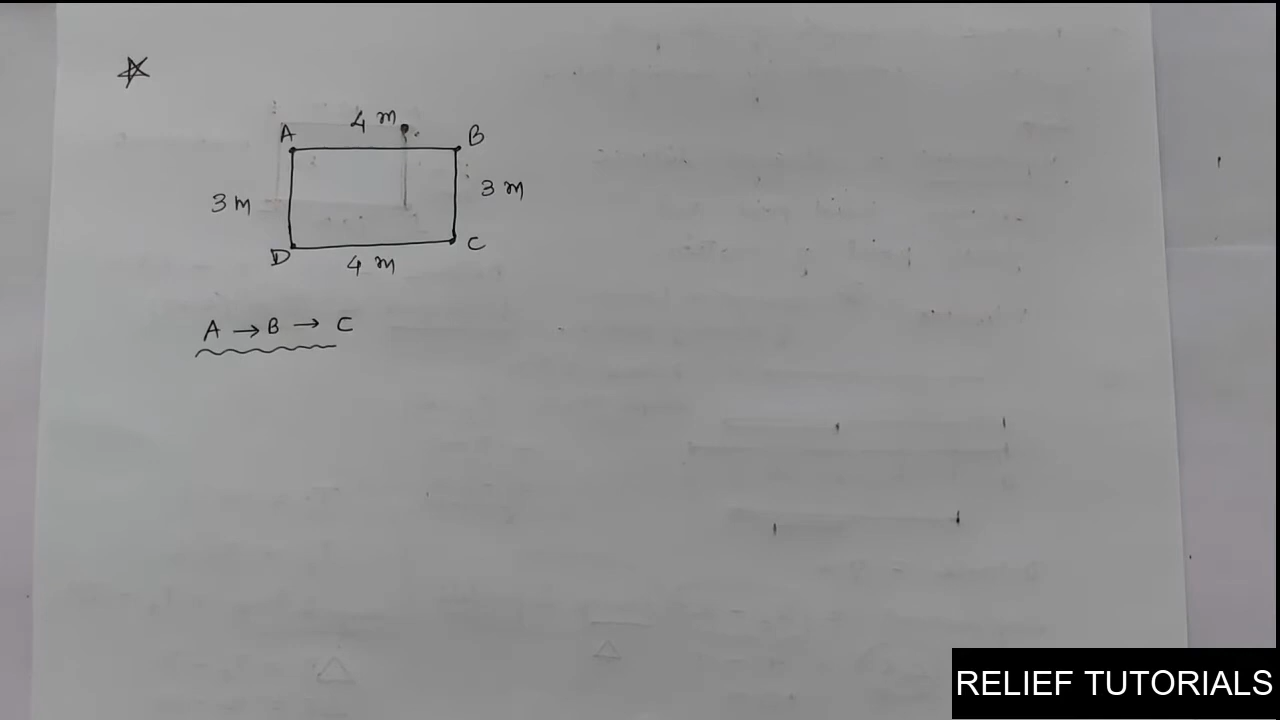 4 m
A B
3 m 3 m
D C
4 m
A → B → C
RELIEF TUTORIALS